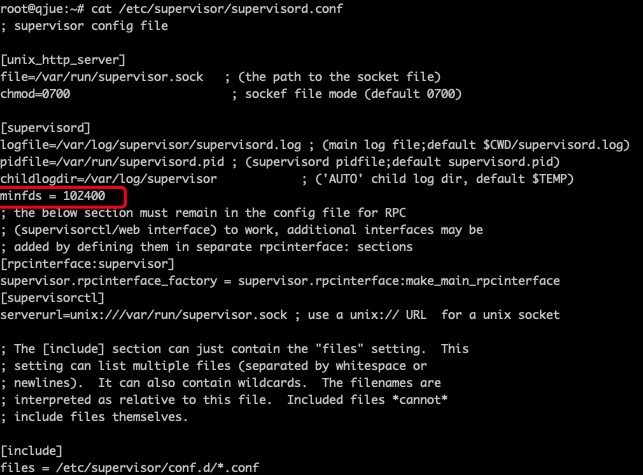 root@qjue:~# cat /etc/supervisor/supervisord.conf
; supervisor config file
[unix_http_server]
file=/var/run/supervisor.sock   ; (the path to the socket file)
chmod=0700                       ; sockef file mode (default 0700)
[supervisord]
logfile=/var/log/supervisor/supervisord.log ; (main log file;default $CWD/supervisord.log)
pidfile=/var/run/supervisord.pid ; (supervisord pidfile;default supervisord.pid)
childlogdir=/var/log/supervisor            ; ('AUTO' child log dir, default $TEMP)
minfds = 102400
; the below section must remain in the config file for RPC
; (supervisorctl/web interface) to work, additional interfaces may be
; added by defining them in separate rpcinterface: sections
[rpcinterface:supervisor]
supervisor.rpcinterface_factory = supervisor.rpcinterface:make_main_rpcinterface
[supervisorctl]
serverurl=unix:///var/run/supervisor.sock ; use a unix:// URL  for a unix socket
; The [include] section can just contain the "files" setting.  This
; setting can list multiple files (separated by whitespace or
; newlines).  It can also contain wildcards.  The filenames are
; interpreted as relative to this file.  Included files *cannot*
; include files themselves.
[include]
files = /etc/supervisor/conf.d/*.conf